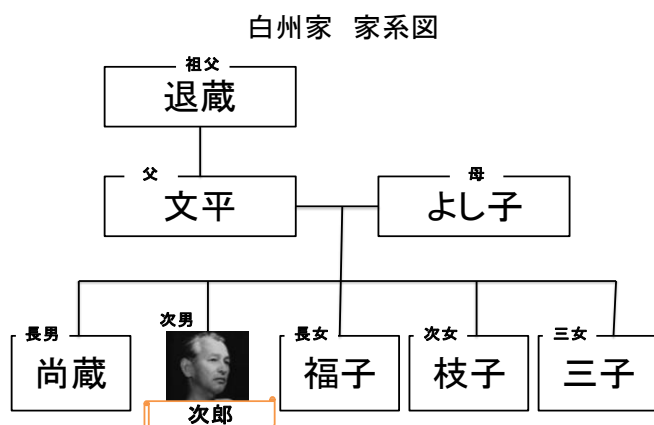 白州家 家系図
祖父
退蔵
父
文平
母
よし子
長男
尚蔵
次男
次郎
長女
福子
次女
枝子
三女
三子